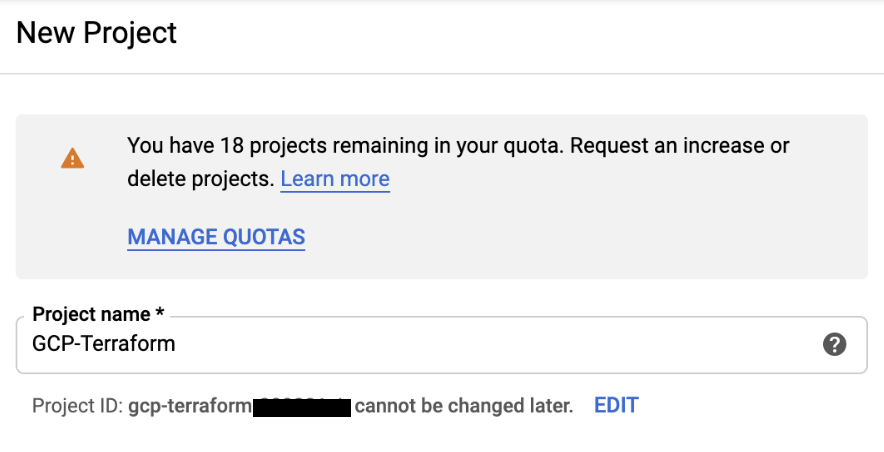 New Project
You have 18 projects remaining in your quota. Request an increase or
delete projects. Learn more
MANAGE QUOTAS
Project name *
GCP-Terraform
Project ID: gcp-terraform cannot be changed later. EDIT